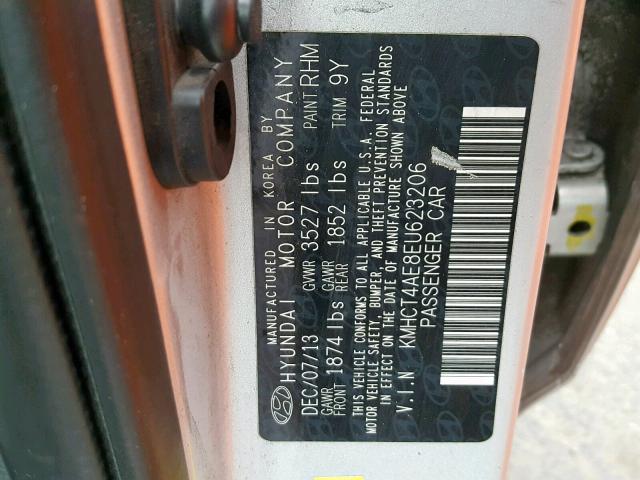 MANUFACTURED IN KOREA BY
HYUNDAI MOTOR COMPANY
DEC/07/13 GVWR 3527 lbs PAINT RHM
GAWR FRONT 1874 lbs GAWR REAR 1852 lbs TRIM 9Y
THIS VEHICLE CONFORMS TO ALL APPLICABLE U.S.A. FEDERAL
MOTOR VEHICLE SAFETY, BUMPER, AND THEFT PREVENTION STANDARDS
IN EFFECT ON THE DATE OF MANUFACTURE SHOWN ABOVE
V.I.N KMHCT4AE8EU623206
PASSENGER CAR